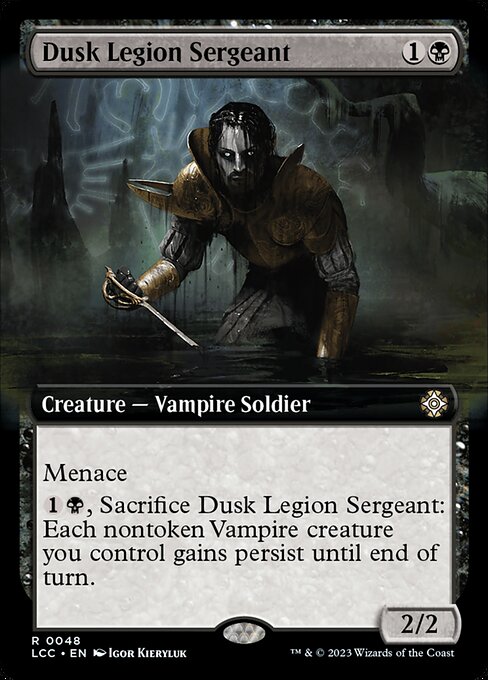 Dusk Legion Sergeant 1
Creature — Vampire Soldier
Menace
1 , Sacrifice Dusk Legion Sergeant:
Each nontoken Vampire creature
you control gains persist until end of
turn.
2/2
R 0048
LCC • EN Igor Kieryluk
™ & © 2023 Wizards of the Coast